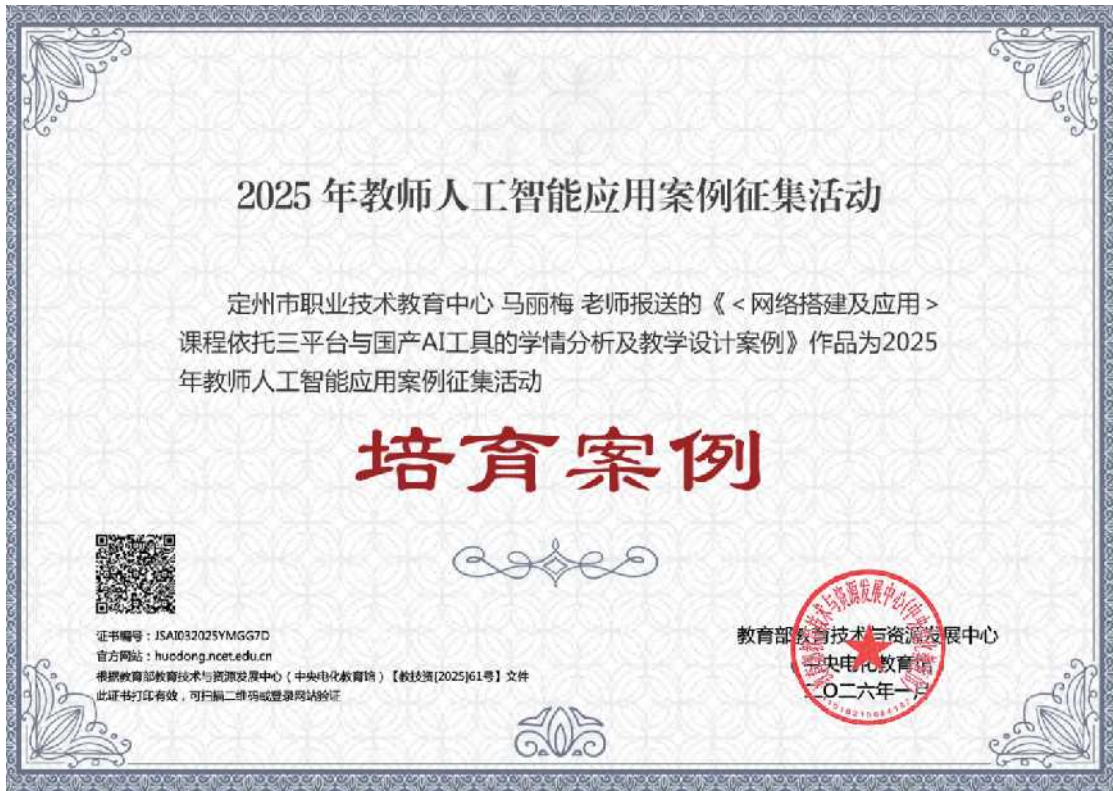 2025 年教师人工智能应用案例征集活动
定州市职业技术教育中心 马丽梅 老师报送的《<网络搭建及应用>
课程依托三平台与国产AI工具的学情分析及教学设计案例》作品为2025
年教师人工智能应用案例征集活动
培育案例
证书编号：JSAI032025YMGG7D
官方网站：huodong.ncet.edu.cn
根据教育部教育技术与资源发展中心（中央电化教育馆）【教技资[2025]61号】文件
此证书打印有效，可扫描二维码或登录网站验证
教育部教育技术与资源发展中心
（中央电化教育馆）
二〇二六年一月